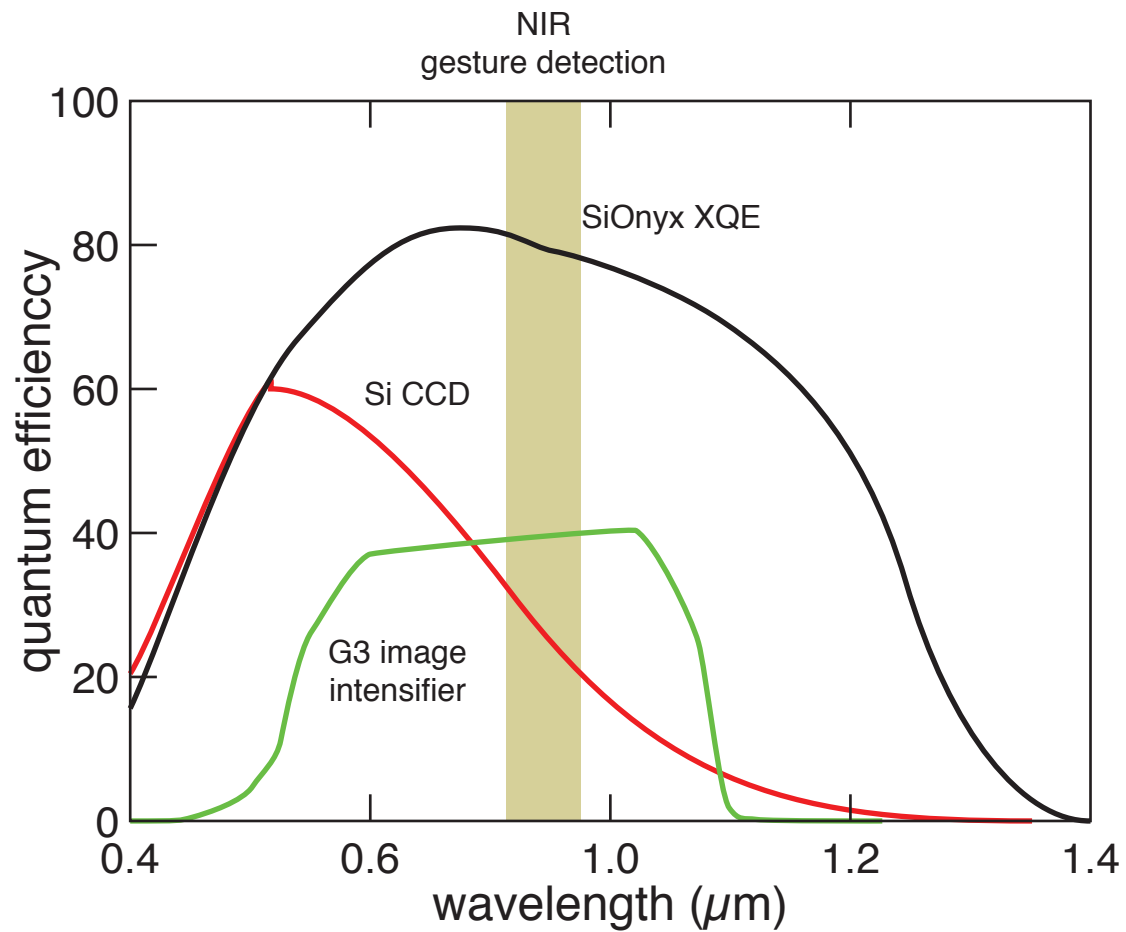 NIR
gesture detection
100
80
60
40
20
0
quantum efficienccy
SiOnyx XQE
Si CCD
G3 image
intensifier
0.4 0.6 1.0 1.2 1.4
wavelength (µm)